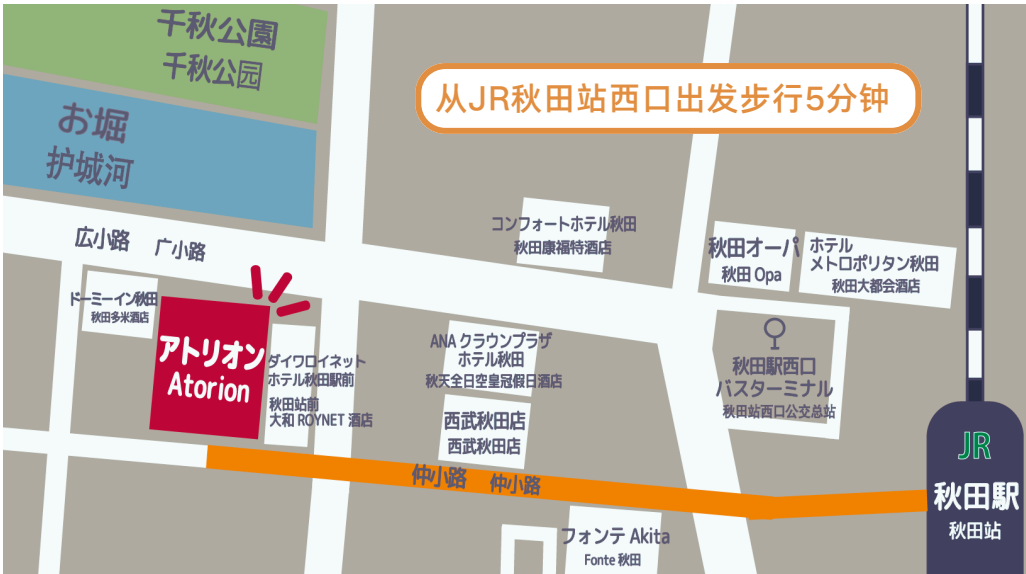 千秋公園
千秋公园
从JR秋田站西口出发步行5分钟
お堀
护城河
広小路 广小路
コンフォートホテル秋田
秋田康福特酒店
秋田オーパ
秋田 Opa
ホテル
メトロポリタン秋田
秋田大都会酒店
ドーミーイン秋田
秋田多米酒店
アトリオン
Atorion
ダイワロイネット
ホテル秋田駅前
秋田站前
大和 ROYNET 酒店
ANA クラウンプラザ
ホテル秋田
秋天全日空皇冠假日酒店
西武秋田店
西武秋田店
秋田駅西口
バスターミナル
秋田站西口公交总站
仲小路 仲小路
フォンテ Akita
Fonte 秋田
JR
秋田駅
秋田站